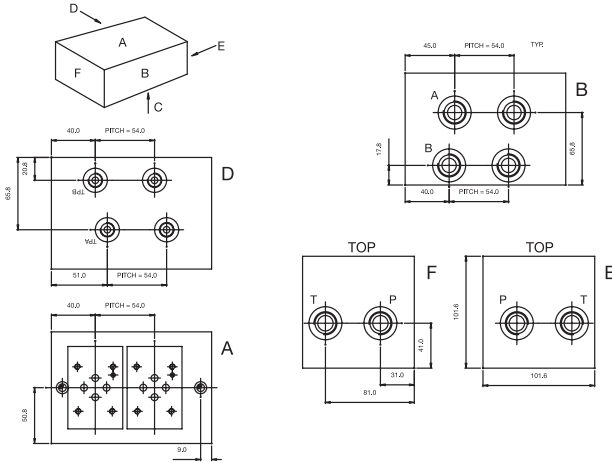 D
A
E
F
B
C
45.0
PITCH = 54.0
TYP.
B
A
B
17.8
65.8
40.0
PITCH = 54.0
40.0
PITCH = 54.0
D
20.8
65.8
TPB
TPA
51.0
PITCH = 54.0
TOP
F
T
P
41.0
31.0
81.0
TOP
E
P
T
101.6
101.6
40.0
PITCH = 54.0
A
50.8
9.0